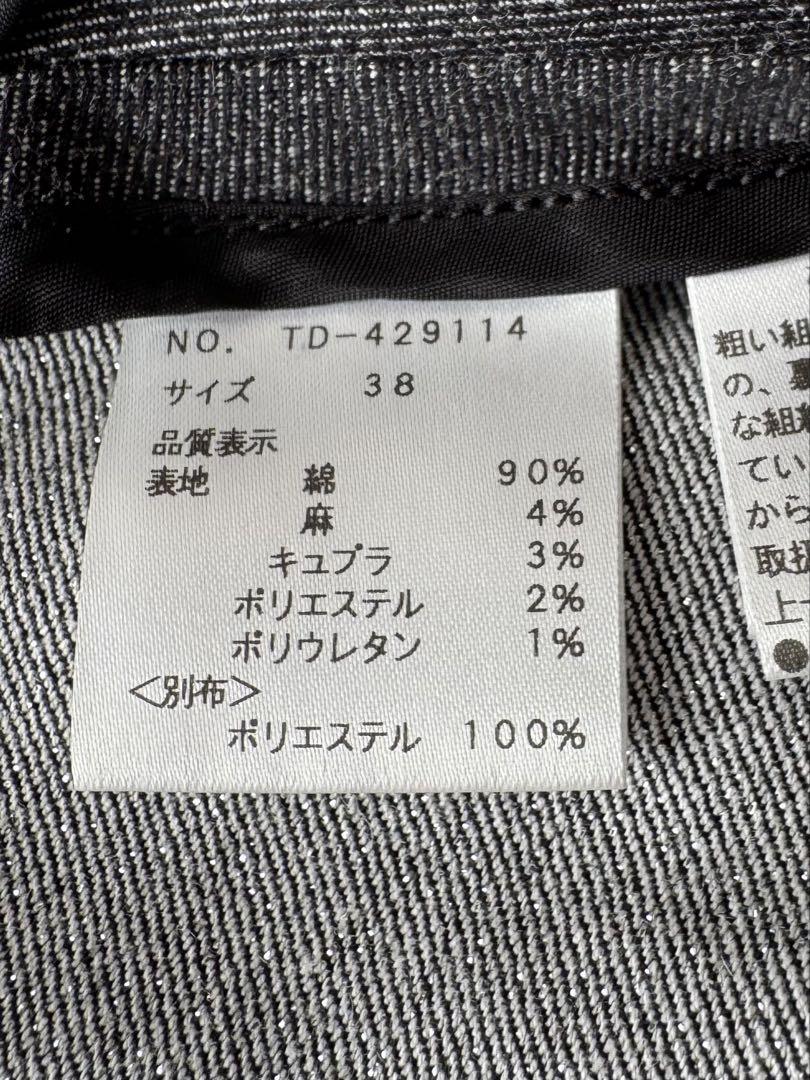 NO. TD-429114
サイズ 38
品質表示
表地 綿 90%
麻 4%
キュプラ 3%
ポリエステル 2%
ポリウレタン 1%
<別布>
ポリエステル 100%
粗い組
の、裏
な組
てい
から
取扱
上
●